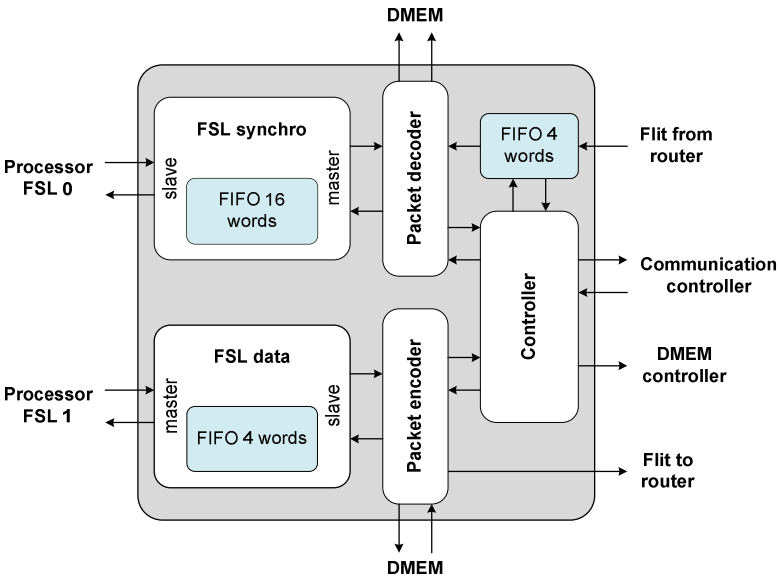 DMEM
FSL synchro
FIFO 4
words
Flit from
router
Processor
FSL 0
slave
FIFO 16
words
master
Packet decoder
Communication
controller
Controller
DMEM
controller
FSL data
Processor
FSL 1
master
FIFO 4 words
slave
Packet encoder
Flit to
router
DMEM